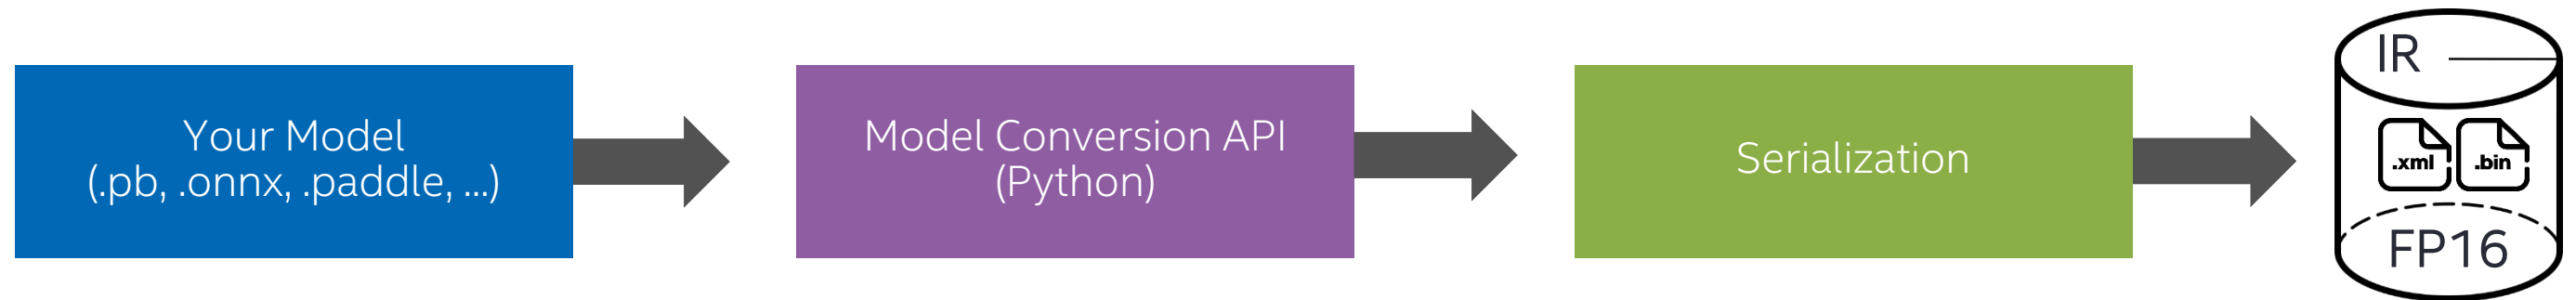 Your Model
(.pb, .onnx, .paddle, ...)
Model Conversion API
(Python)
Serialization
IR
.xml
.bin
FP16